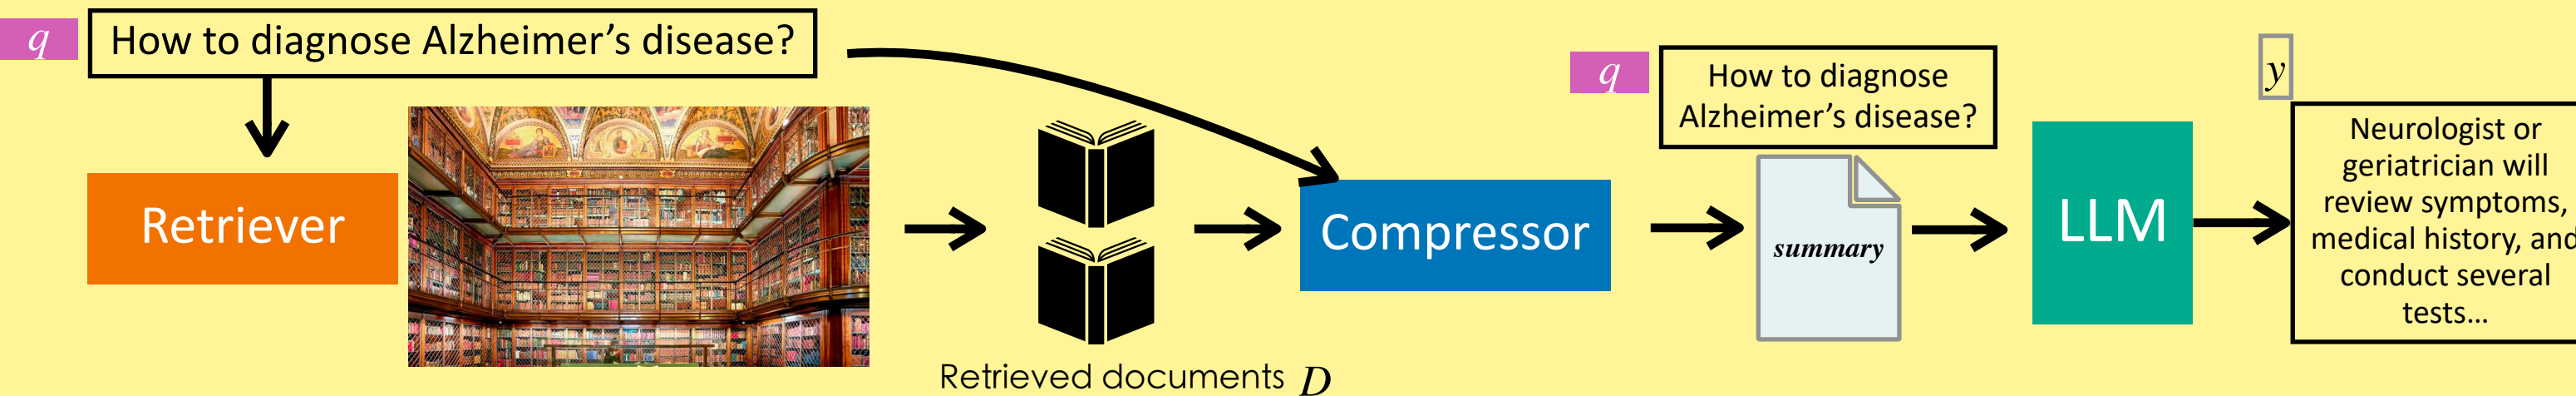 q
How to diagnose Alzheimer’s disease?
Retriever
Retrieved documents D
Compressor
q
How to diagnose
Alzheimer’s disease?
summary
LLM
y
Neurologist or
geriatrician will
review symptoms,
medical history, and
conduct several
tests…